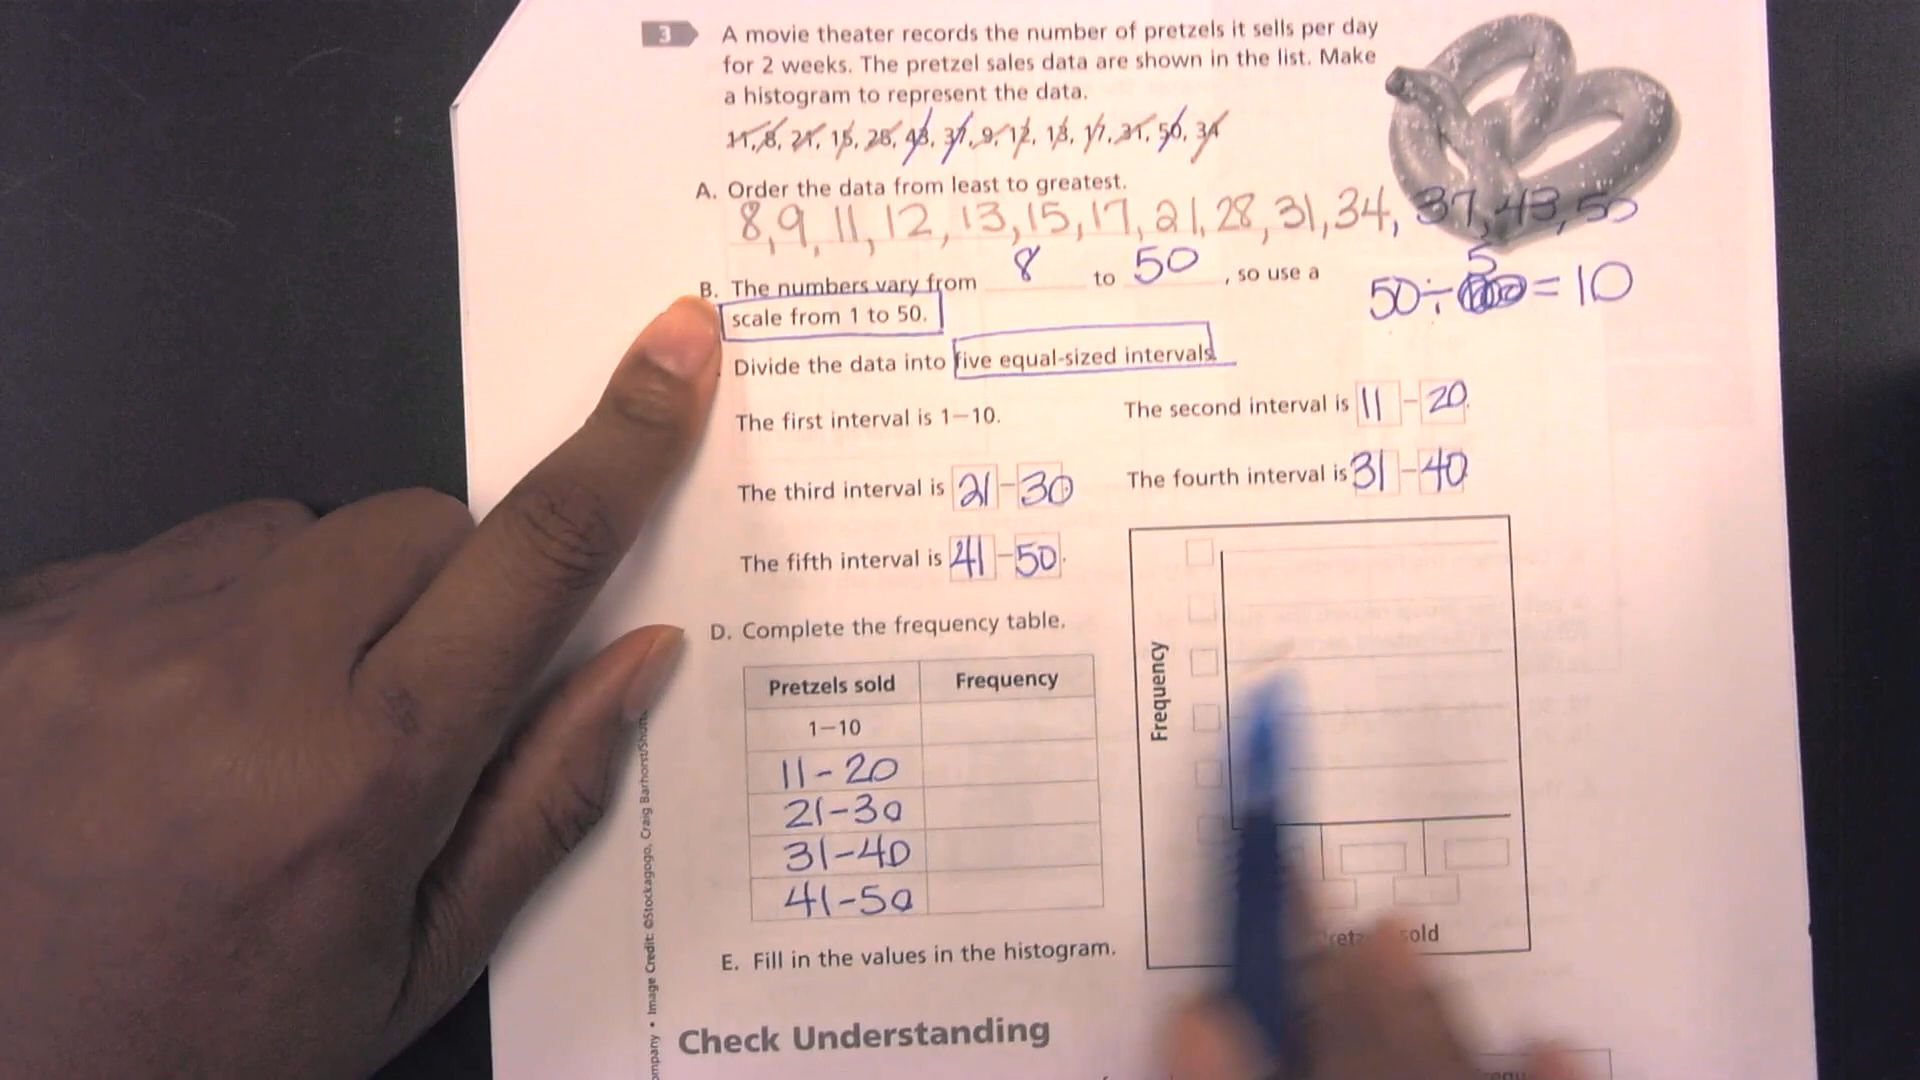 3 A movie theater records the number of pretzels it sells per day
for 2 weeks. The pretzel sales data are shown in the list. Make
a histogram to represent the data.
11, 8, 21, 15, 28, 43, 37, 9, 12, 13, 17, 31, 50, 34
A. Order the data from least to greatest.
8, 9, 11, 12, 13, 15, 17, 21, 28, 31, 34, 37, 43, 50
B. The numbers vary from 8 to 50, so use a
scale from 1 to 50.
5
50÷ =10
Divide the data into five equal-sized intervals
The first interval is 1–10.
The second interval is 11–20.
The third interval is 21–30
The fourth interval is 31–40
The fifth interval is 41–50.
D. Complete the frequency table.
Pretzels sold Frequency
1–10
11-20
21-30
31-40
41-50
Frequency
sold
E. Fill in the values in the histogram.
Check Understanding
• Image Credit: ©Stockagogo, Craig Barhorst/Shutt